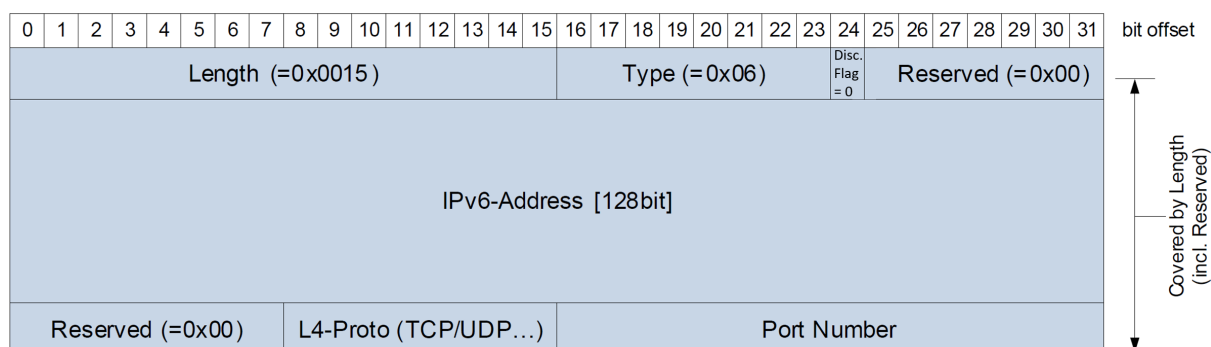 0 1 2 3 4 5 6 7 8 9 10 11 12 13 14 15 16 17 18 19 20 21 22 23 24 25 26 27 28 29 30 31 bit offset
Length (=0x0015) Type (=0x06) Disc. Flag = 0 Reserved (=0x00)
IPv6-Address [128bit]
Reserved (=0x00) L4-Proto (TCP/UDP…) Port Number
Covered by Length
(incl. Reserved)